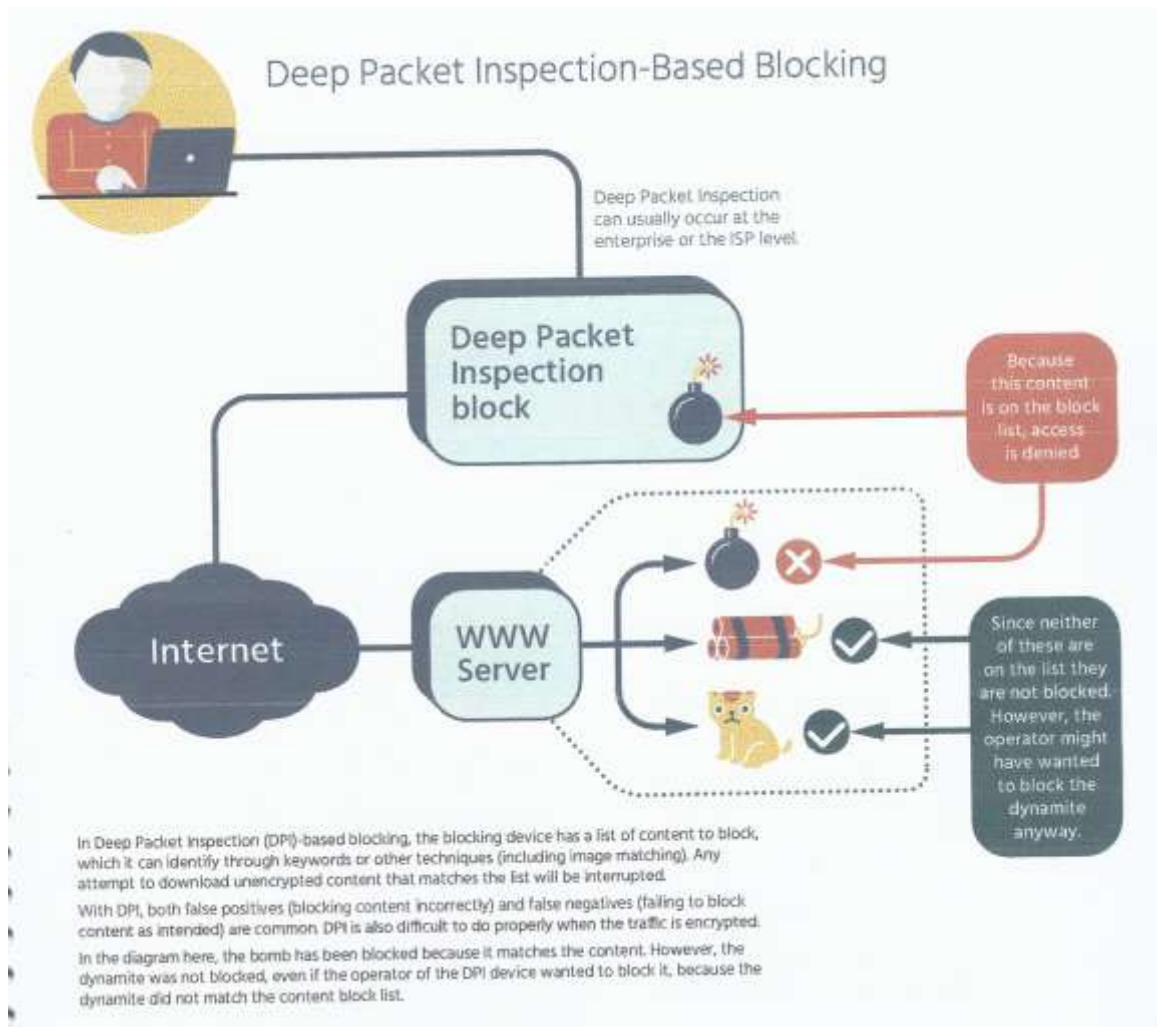 Deep Packet Inspection-Based Blocking
Deep Packet Inspection
can usually occur at the
enterprise or the ISP level.
Deep Packet
Inspection
block
Because
this content
is on the block
list, access
is denied
Internet
WWW
Server
Since neither
of these are
on the list they
are not blocked.
However, the
operator might
have wanted
to block the
dynamite
anyway.
In Deep Packet Inspection (DPI)-based blocking, the blocking device has a list of content to block,
which it can identify through keywords or other techniques (including image matching). Any
attempt to download unencrypted content that matches the list will be interrupted.
With DPI, both false positives (blocking content incorrectly) and false negatives (failing to block
content as intended) are common. DPI is also difficult to do properly when the traffic is encrypted.
In the diagram here, the bomb has been blocked because it matches the content. However, the
dynamite was not blocked, even if the operator of the DPI device wanted to block it, because the
dynamite did not match the content block list.